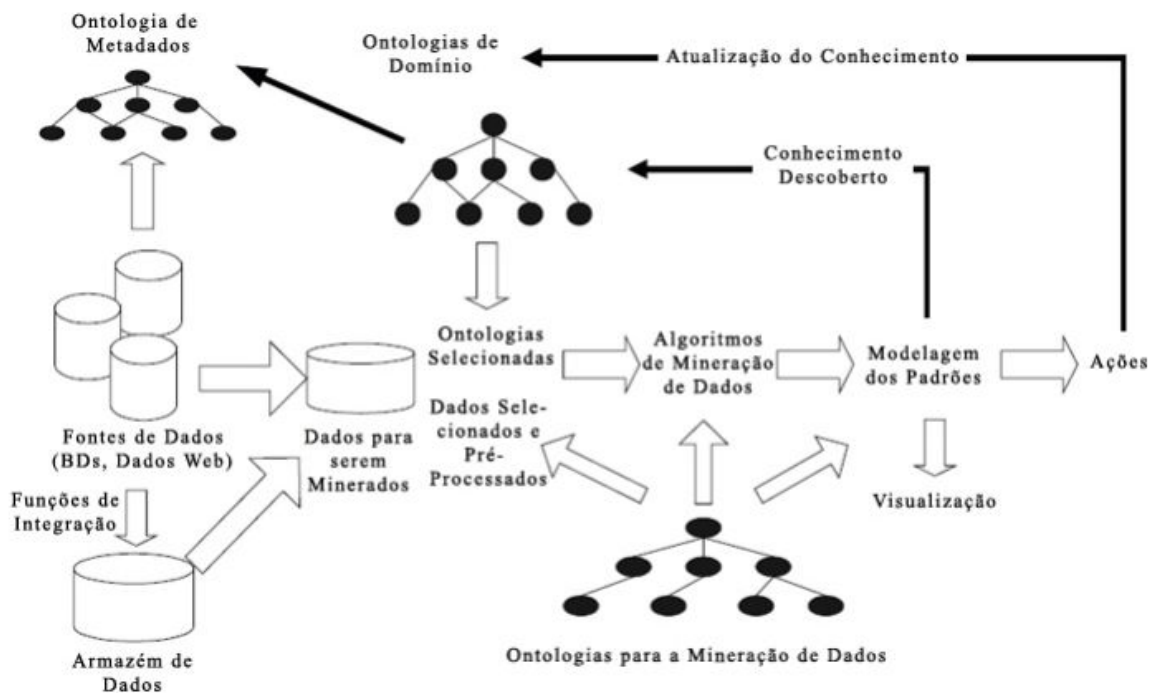 Ontologia de
Metadados
Ontologias de
Domínio
Atualização do Conhecimento
Conhecimento
Descoberto
Ontologias
Selecionadas
Algoritmos
de Mineração
de Dados
Modelagem
dos Padrões
Ações
Fontes de Dados
(BDs, Dados Web)
Dados para
serem
Minerados
Dados Sele-
cionados e
Pré-
Processados
Visualização
Funções de
Integração
Armazém de
Dados
Ontologias para a Mineração de Dados